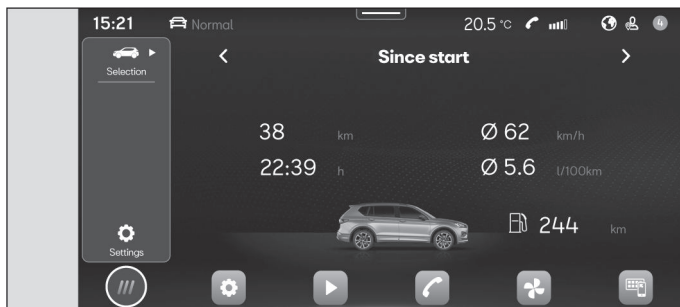 15:21 Normal 20.5 °C 4
Selection
Since start
38 km Ø 62 km/h
22:39 h Ø 5.6 l/100km
244 km
Settings